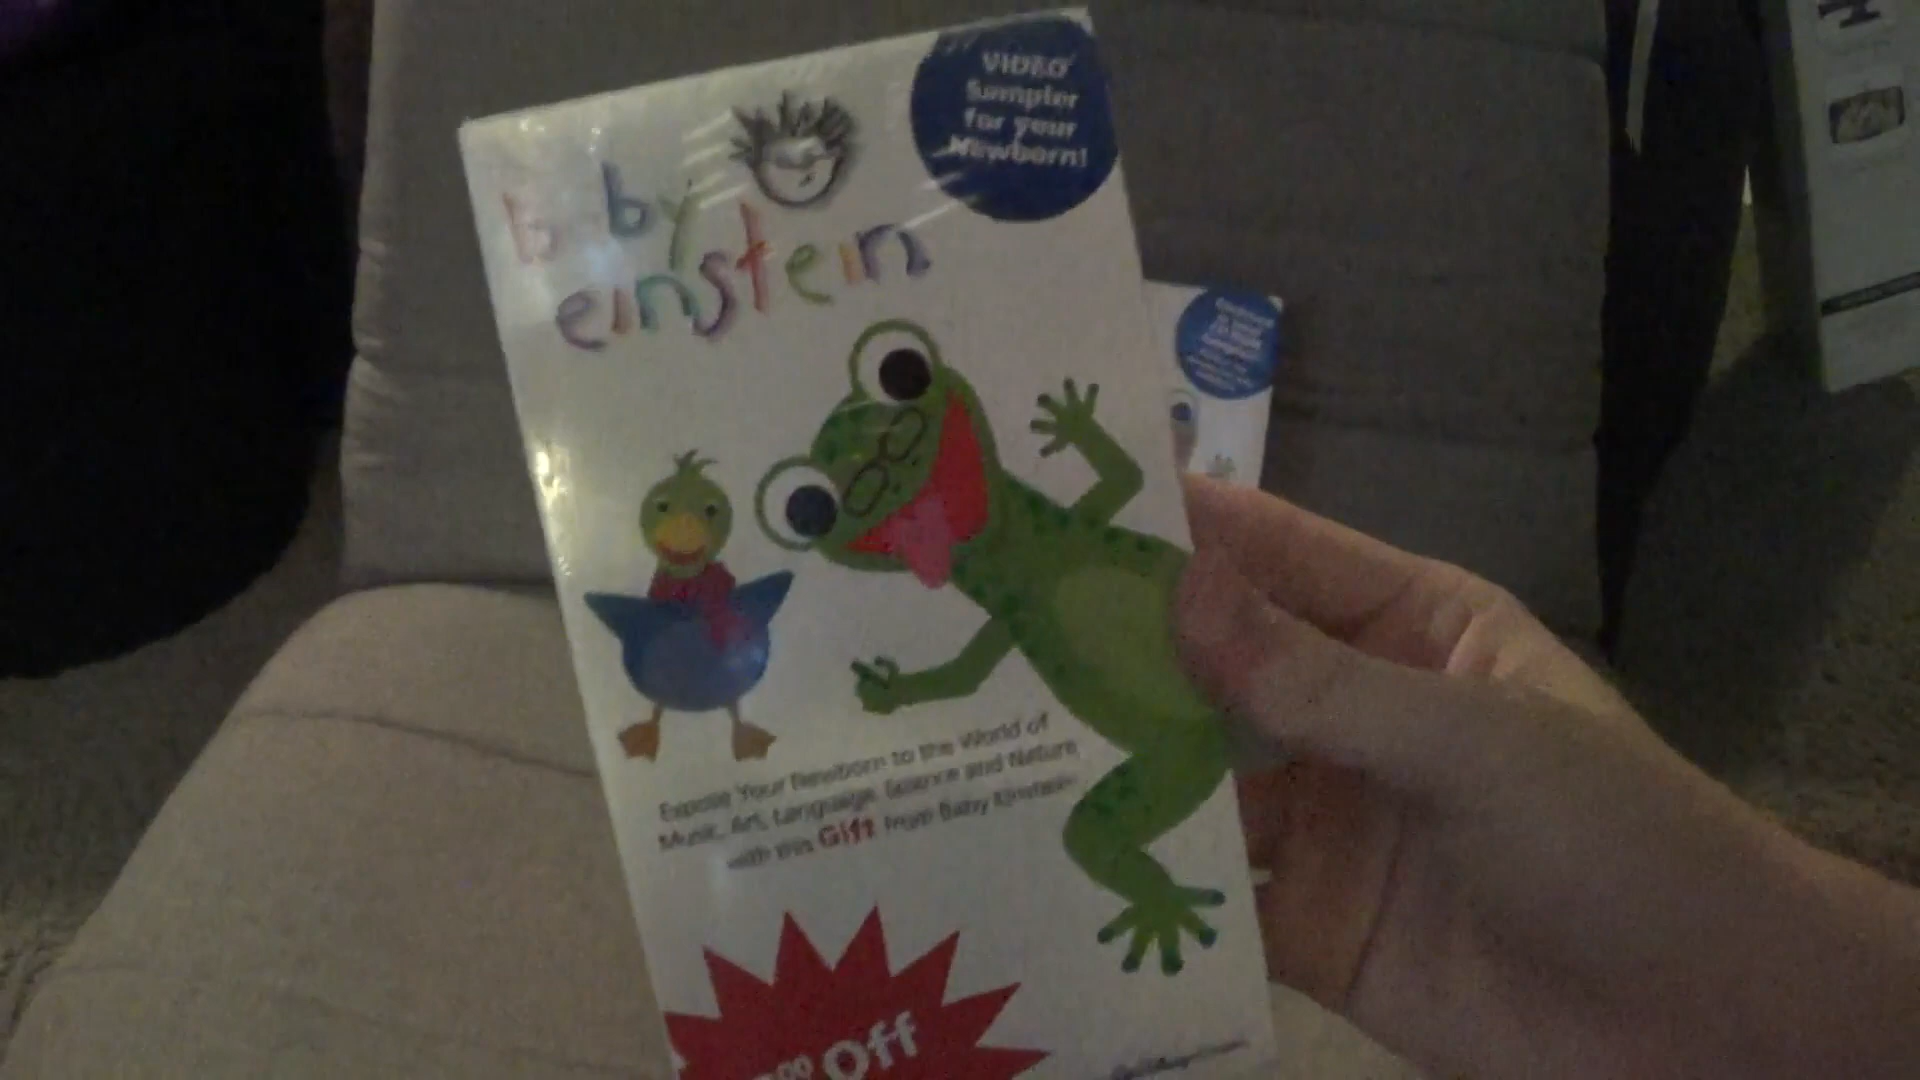 VIDEO
Sampler
for your
Newborn!
baby
einstein
Expose Your Newborn to the World of
Music, Art, Language, Science and Nature
with this Gift from Baby Einstein
Off